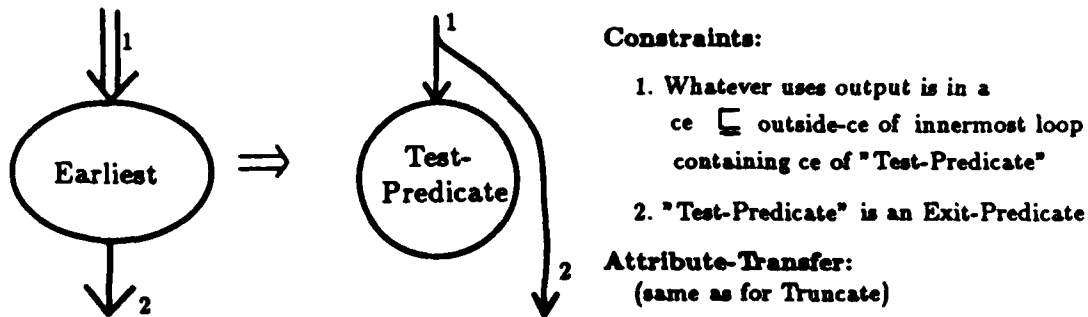 1
Earliest
2
1
Test-
Predicate
2
Constraints:
1. Whatever uses output is in a
ce ⊑ outside-ce of innermost loop
containing ce of "Test-Predicate"
2. "Test-Predicate" is an Exit-Predicate
Attribute-Transfer:
(same as for Truncate)